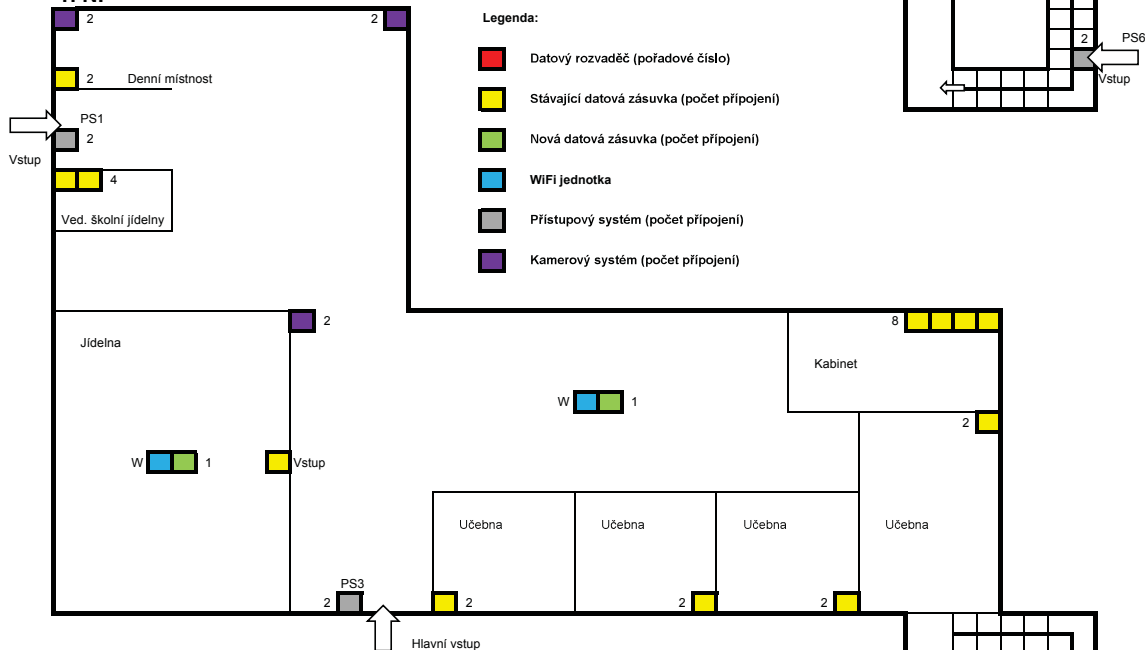 2
2
Legenda:
2
PS6
Vstup
Datový rozvaděč (pořadové číslo)
2
Denní místnost
Stávající datová zásuvka (počet připojení)
PS1
2
Nová datová zásuvka (počet připojení)
Vstup
4
WiFi jednotka
Ved. školní jídelny
Přístupový systém (počet připojení)
Kamerový systém (počet připojení)
2
8
Jídelna
Kabinet
W
1
2
W
1
Vstup
Učebna
Učebna
Učebna
Učebna
PS3
2
2
2
2
Hlavní vstup